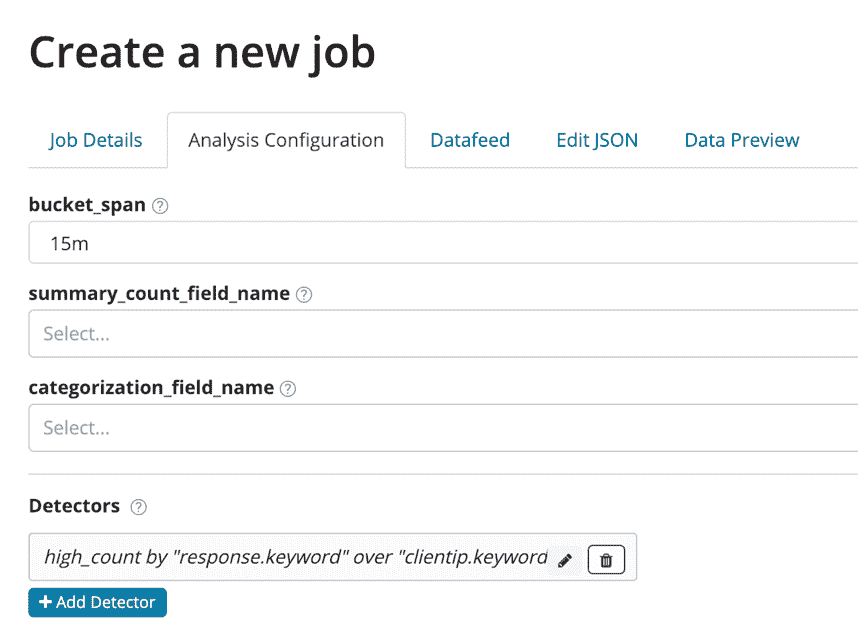 Create a new job
Job Details Analysis Configuration Datafeed Edit JSON Data Preview
bucket_span ?
15m
summary_count_field_name ?
Select...
categorization_field_name ?
Select...
Detectors ?
high_count by "response.keyword" over "clientip.keyword
+ Add Detector